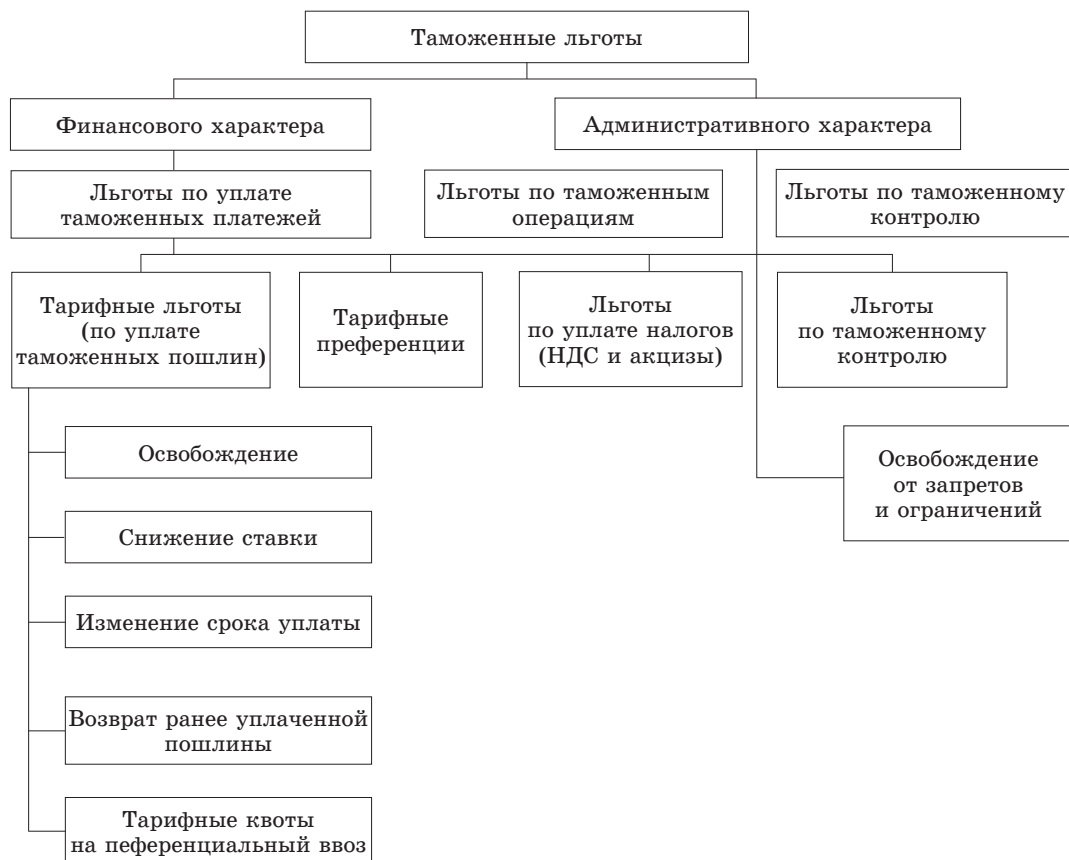 Таможенные льготы
Финансового характера
Административного характера
Льготы по уплате
таможенных платежей
Льготы по таможенным
операциям
Льготы по таможенному
контролю
Тарифные льготы
(по уплате
таможенных пошлин)
Тарифные
преференции
Льготы
по уплате налогов
(НДС и акцизы)
Льготы
по таможенному
контролю
Освобождение
Снижение ставки
Изменение срока уплаты
Возврат ранее уплаченной
пошлины
Тарифные квоты
на пеференциальный ввоз
Освобождение
от запретов
и ограничений